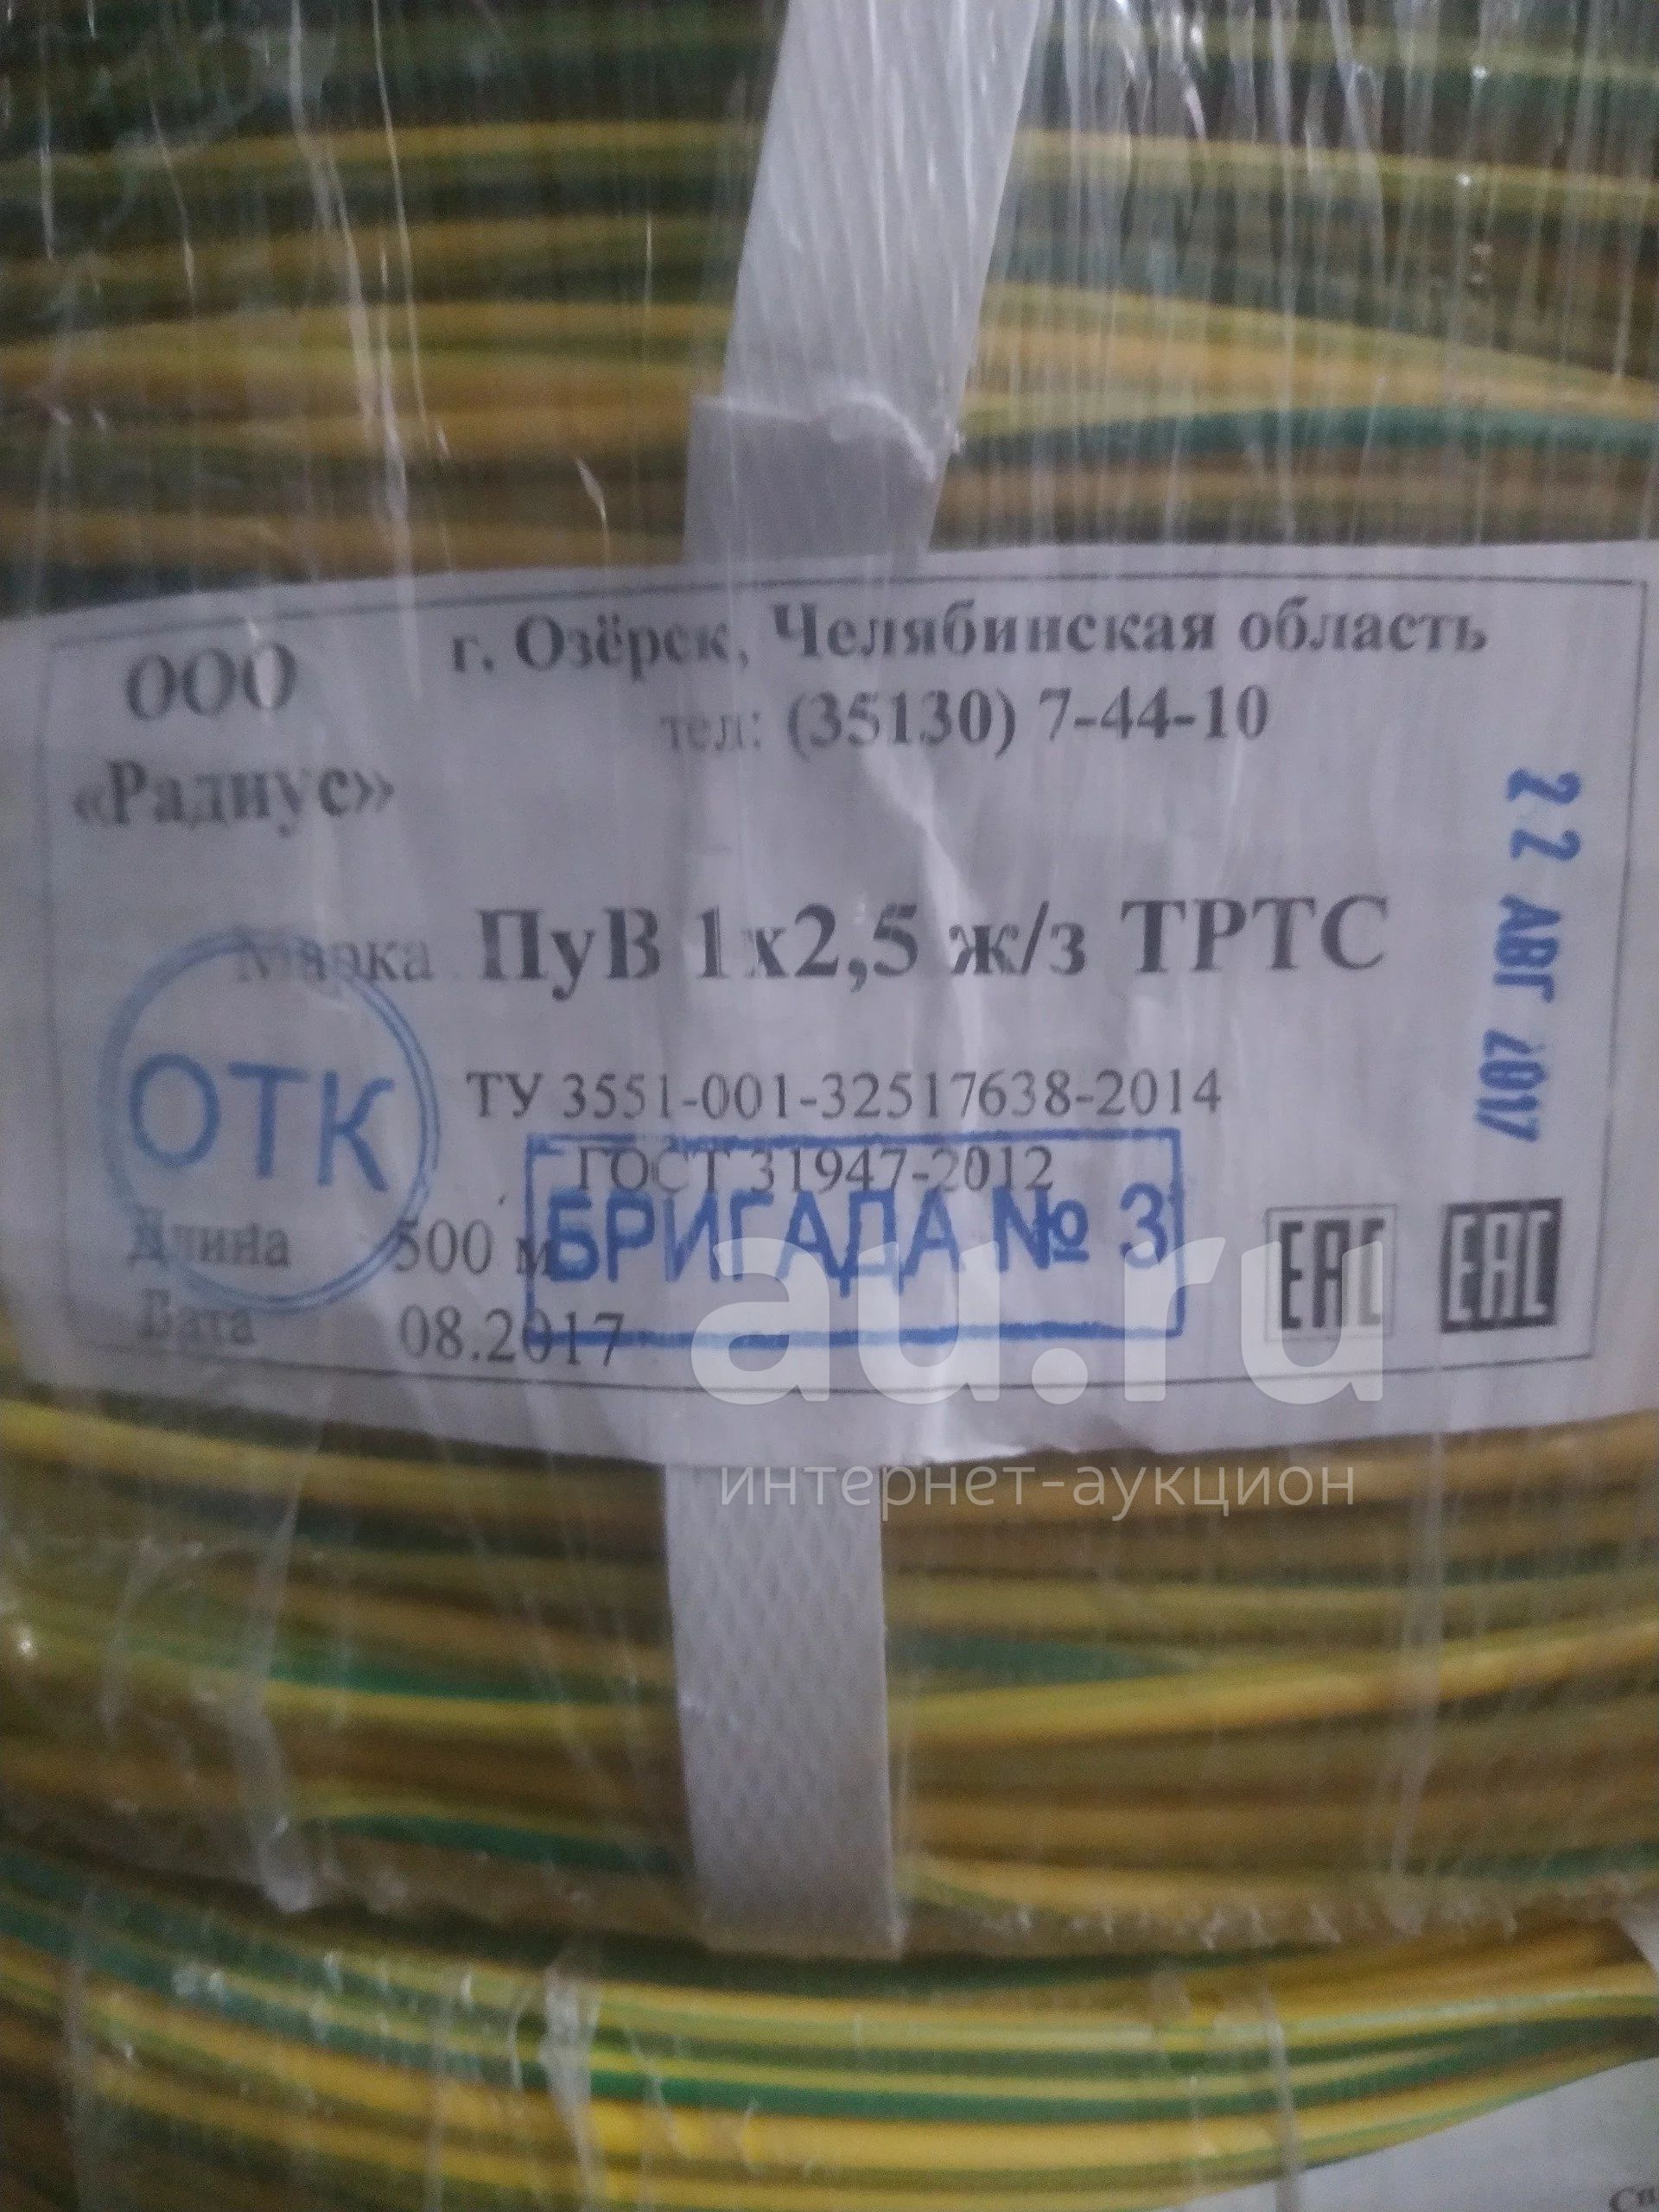 ООО
«Радиус»
г. Озёрск, Челябинская область
тел: (35130) 7-44-10
22 АВГ 2017
Марка ПуВ 1х2,5 ж/з ТРТС
ОТК
ТУ 3551-001-32517638-2014
ГОСТ 31947-2012
БРИГАДА № 3
Длина 500 м
Дата 08.2017
EAC EAC
au.ru
интернет-аукцион